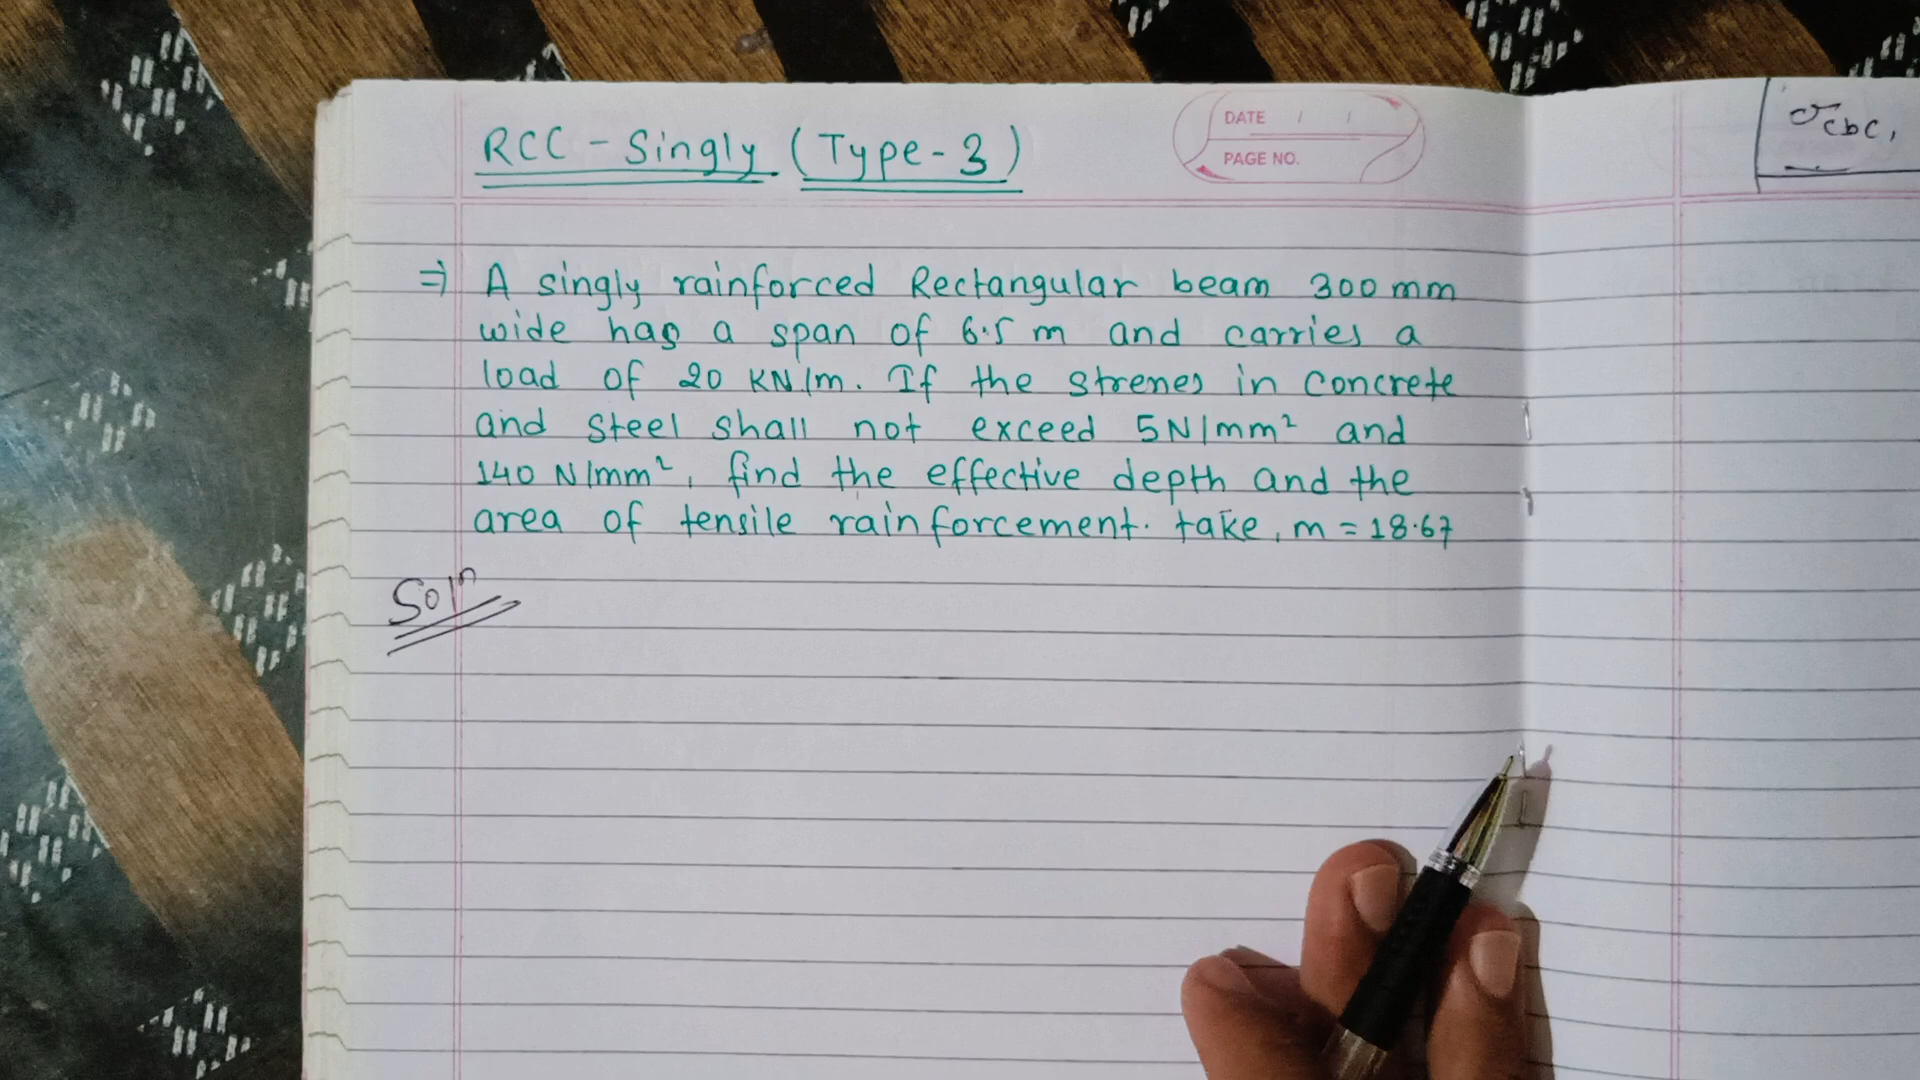 RCC - Singly (Type-3)
DATE / /
PAGE NO.
σcbc,
⇒ A singly rainforced Rectangular beam 300 mm
wide has a span of 6.5 m and carries a
load of 20 KN/m. If the stresses in concrete
and steel shall not exceed 5N/mm² and
140 N/mm², find the effective depth and the
area of tensile rainforcement. take, m = 18.67
Solⁿ